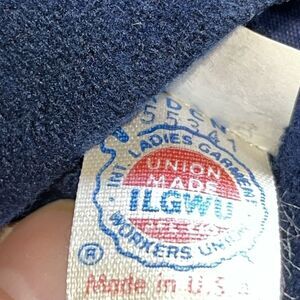 INT'L LADIES GARMENT
UNION
MADE
ILGWU
WORKERS UNION
®
Made in U.S.A